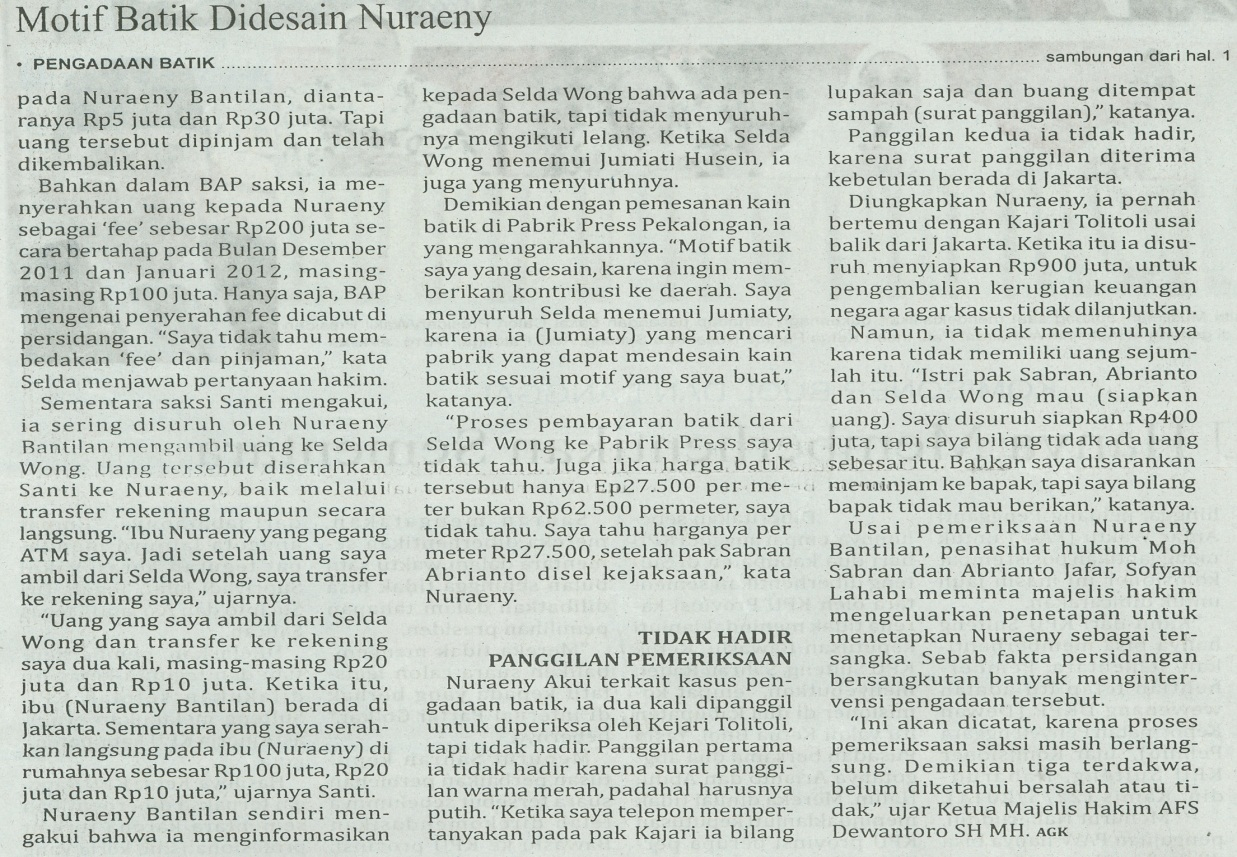 Motif Batik Didesain Nuraeny
• PENGADAAN BATIK ........................................ sambungan dari hal. 1
pada Nuraeny Bantilan, dianta-
ranya Rp5 juta dan Rp30 juta. Tapi
uang tersebut dipinjam dan telah
dikembalikan.
Bahkan dalam BAP saksi, ia me-
nyerahkan uang kepada Nuraeny
sebagai ‘fee’ sebesar Rp200 juta se-
cara bertahap pada Bulan Desember
2011 dan Januari 2012, masing-
masing Rp100 juta. Hanya saja, BAP
mengenai penyerahan fee dicabut di
persidangan. “Saya tidak tahu mem-
bedakan ‘fee’ dan pinjaman,” kata
Selda menjawab pertanyaan hakim.
Sementara saksi Santi mengakui,
ia sering disuruh oleh Nuraeny
Bantilan mengambil uang ke Selda
Wong. Uang tersebut diserahkan
Santi ke Nuraeny, baik melalui
transfer rekening maupun secara
langsung. “Ibu Nuraeny yang pegang
ATM saya. Jadi setelah uang saya
ambil dari Selda Wong, saya transfer
ke rekening saya,” ujarnya.
“Uang yang saya ambil dari Selda
Wong dan transfer ke rekening
saya dua kali, masing-masing Rp20
juta dan Rp10 juta. Ketika itu,
ibu (Nuraeny Bantilan) berada di
Jakarta. Sementara yang saya serah-
kan langsung pada ibu (Nuraeny) di
rumahnya sebesar Rp100 juta, Rp20
juta dan Rp10 juta,” ujarnya Santi.
Nuraeny Bantilan sendiri men-
gakui bahwa ia menginformasikan
kepada Selda Wong bahwa ada pen-
gadaan batik, tapi tidak menyuruh-
nya mengikuti lelang. Ketika Selda
Wong menemui Jumiati Husein, ia
juga yang menyuruhnya.
Demikian dengan pemesanan kain
batik di Pabrik Press Pekalongan, ia
yang mengarahkannya. “Motif batik
saya yang desain, karena ingin mem-
berikan kontribusi ke daerah. Saya
menyuruh Selda menemui Jumiaty,
karena ia (Jumiaty) yang mencari
pabrik yang dapat mendesain kain
batik sesuai motif yang saya buat,”
katanya.
“Proses pembayaran batik dari
Selda Wong ke Pabrik Press saya
tidak tahu. Juga jika harga batik
tersebut hanya Ep27.500 per me-
ter bukan Rp62.500 permeter, saya
tidak tahu. Saya tahu harganya per
meter Rp27.500, setelah pak Sabran
Abrianto disel kejaksaan,” kata
Nuraeny.
TIDAK HADIR
PANGGILAN PEMERIKSAAN
Nuraeny Akui terkait kasus pen-
gadaan batik, ia dua kali dipanggil
untuk diperiksa oleh Kejari Tolitoli,
tapi tidak hadir. Panggilan pertama
ia tidak hadir karena surat panggi-
lan warna merah, padahal harusnya
putih. “Ketika saya telepon memper-
tanyakan pada pak Kajari ia bilang
lupakan saja dan buang ditempat
sampah (surat panggilan),” katanya.
Panggilan kedua ia tidak hadir,
karena surat panggilan diterima
kebetulan berada di Jakarta.
Diungkapkan Nuraeny, ia pernah
bertemu dengan Kajari Tolitoli usai
balik dari Jakarta. Ketika itu ia disu-
ruh menyiapkan Rp900 juta, untuk
pengembalian kerugian keuangan
negara agar kasus tidak dilanjutkan.
Namun, ia tidak memenuhinya
karena tidak memiliki uang sejum-
lah itu. “Istri pak Sabran, Abrianto
dan Selda Wong mau (siapkan
uang). Saya disuruh siapkan Rp400
juta, tapi saya bilang tidak ada uang
sebesar itu. Bahkan saya disarankan
meminjam ke bapak, tapi saya bilang
bapak tidak mau berikan,” katanya.
Usai pemeriksaan Nuraeny
Bantilan, penasihat hukum Moh
Sabran dan Abrianto Jafar, Sofyan
Lahabi meminta majelis hakim
mengeluarkan penetapan untuk
menetapkan Nuraeny sebagai ter-
sangka. Sebab fakta persidangan
bersangkutan banyak menginter-
vensi pengadaan tersebut.
“Ini akan dicatat, karena proses
pemeriksaan saksi masih berlang-
sung. Demikian tiga terdakwa,
belum diketahui bersalah atau ti-
dak,” ujar Ketua Majelis Hakim AFS
Dewantoro SH MH. AGK